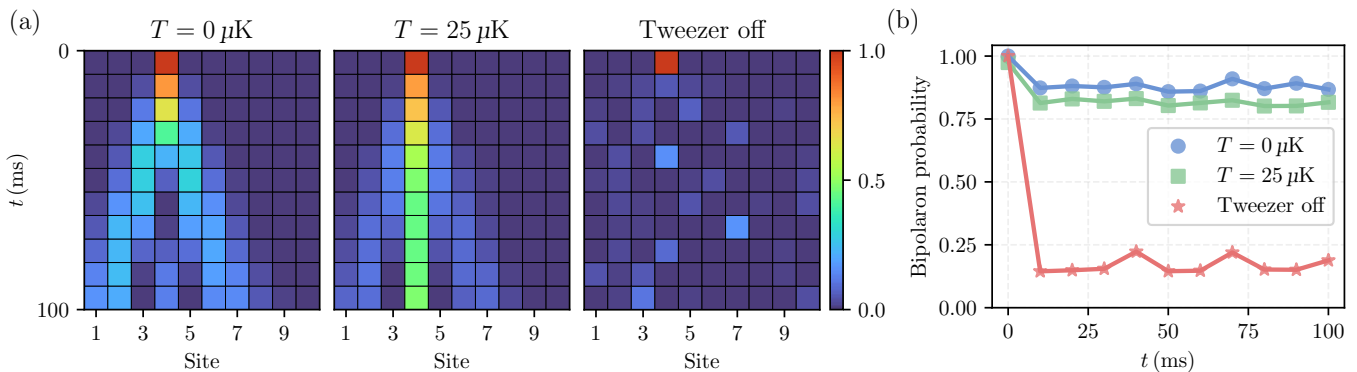 (a)
T = 0 μK
T = 25 μK
Tweezer off
0
100
t (ms)
1 3 5 7 9
Site
1 3 5 7 9
Site
1 3 5 7 9
Site
1.0
0.5
0.0
(b)
Bipolaron probability
1.00
0.75
0.50
0.25
0.00
T = 0 μK
T = 25 μK
Tweezer off
0 25 50 75 100
t (ms)